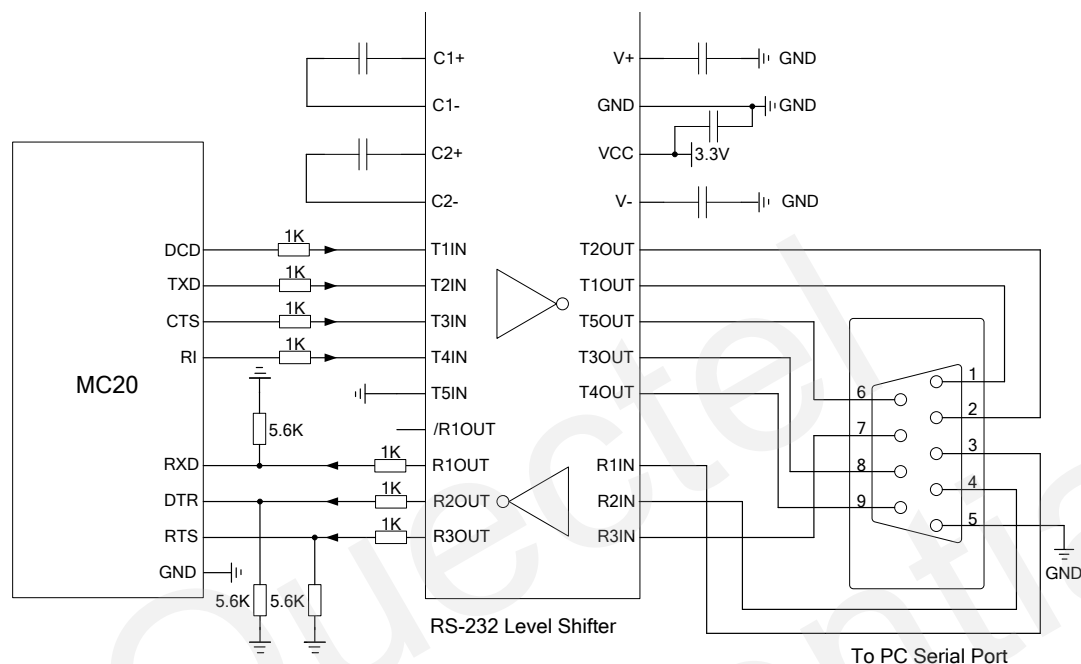 C1+
V+
GND
C1-
GND
GND
C2+
VCC
3.3V
C2-
V-
GND
DCD
1K
T1IN
T2OUT
TXD
1K
T2IN
T1OUT
CTS
1K
T3IN
T5OUT
RI
1K
T4IN
T3OUT
MC20
T5IN
T4OUT
5.6K
/R1OUT
RXD
1K
R1OUT
R1IN
DTR
1K
R2OUT
R2IN
RTS
1K
R3OUT
R3IN
GND
5.6K
5.6K
1
6
2
7
3
8
4
9
5
GND
RS-232 Level Shifter
To PC Serial Port
Quectel